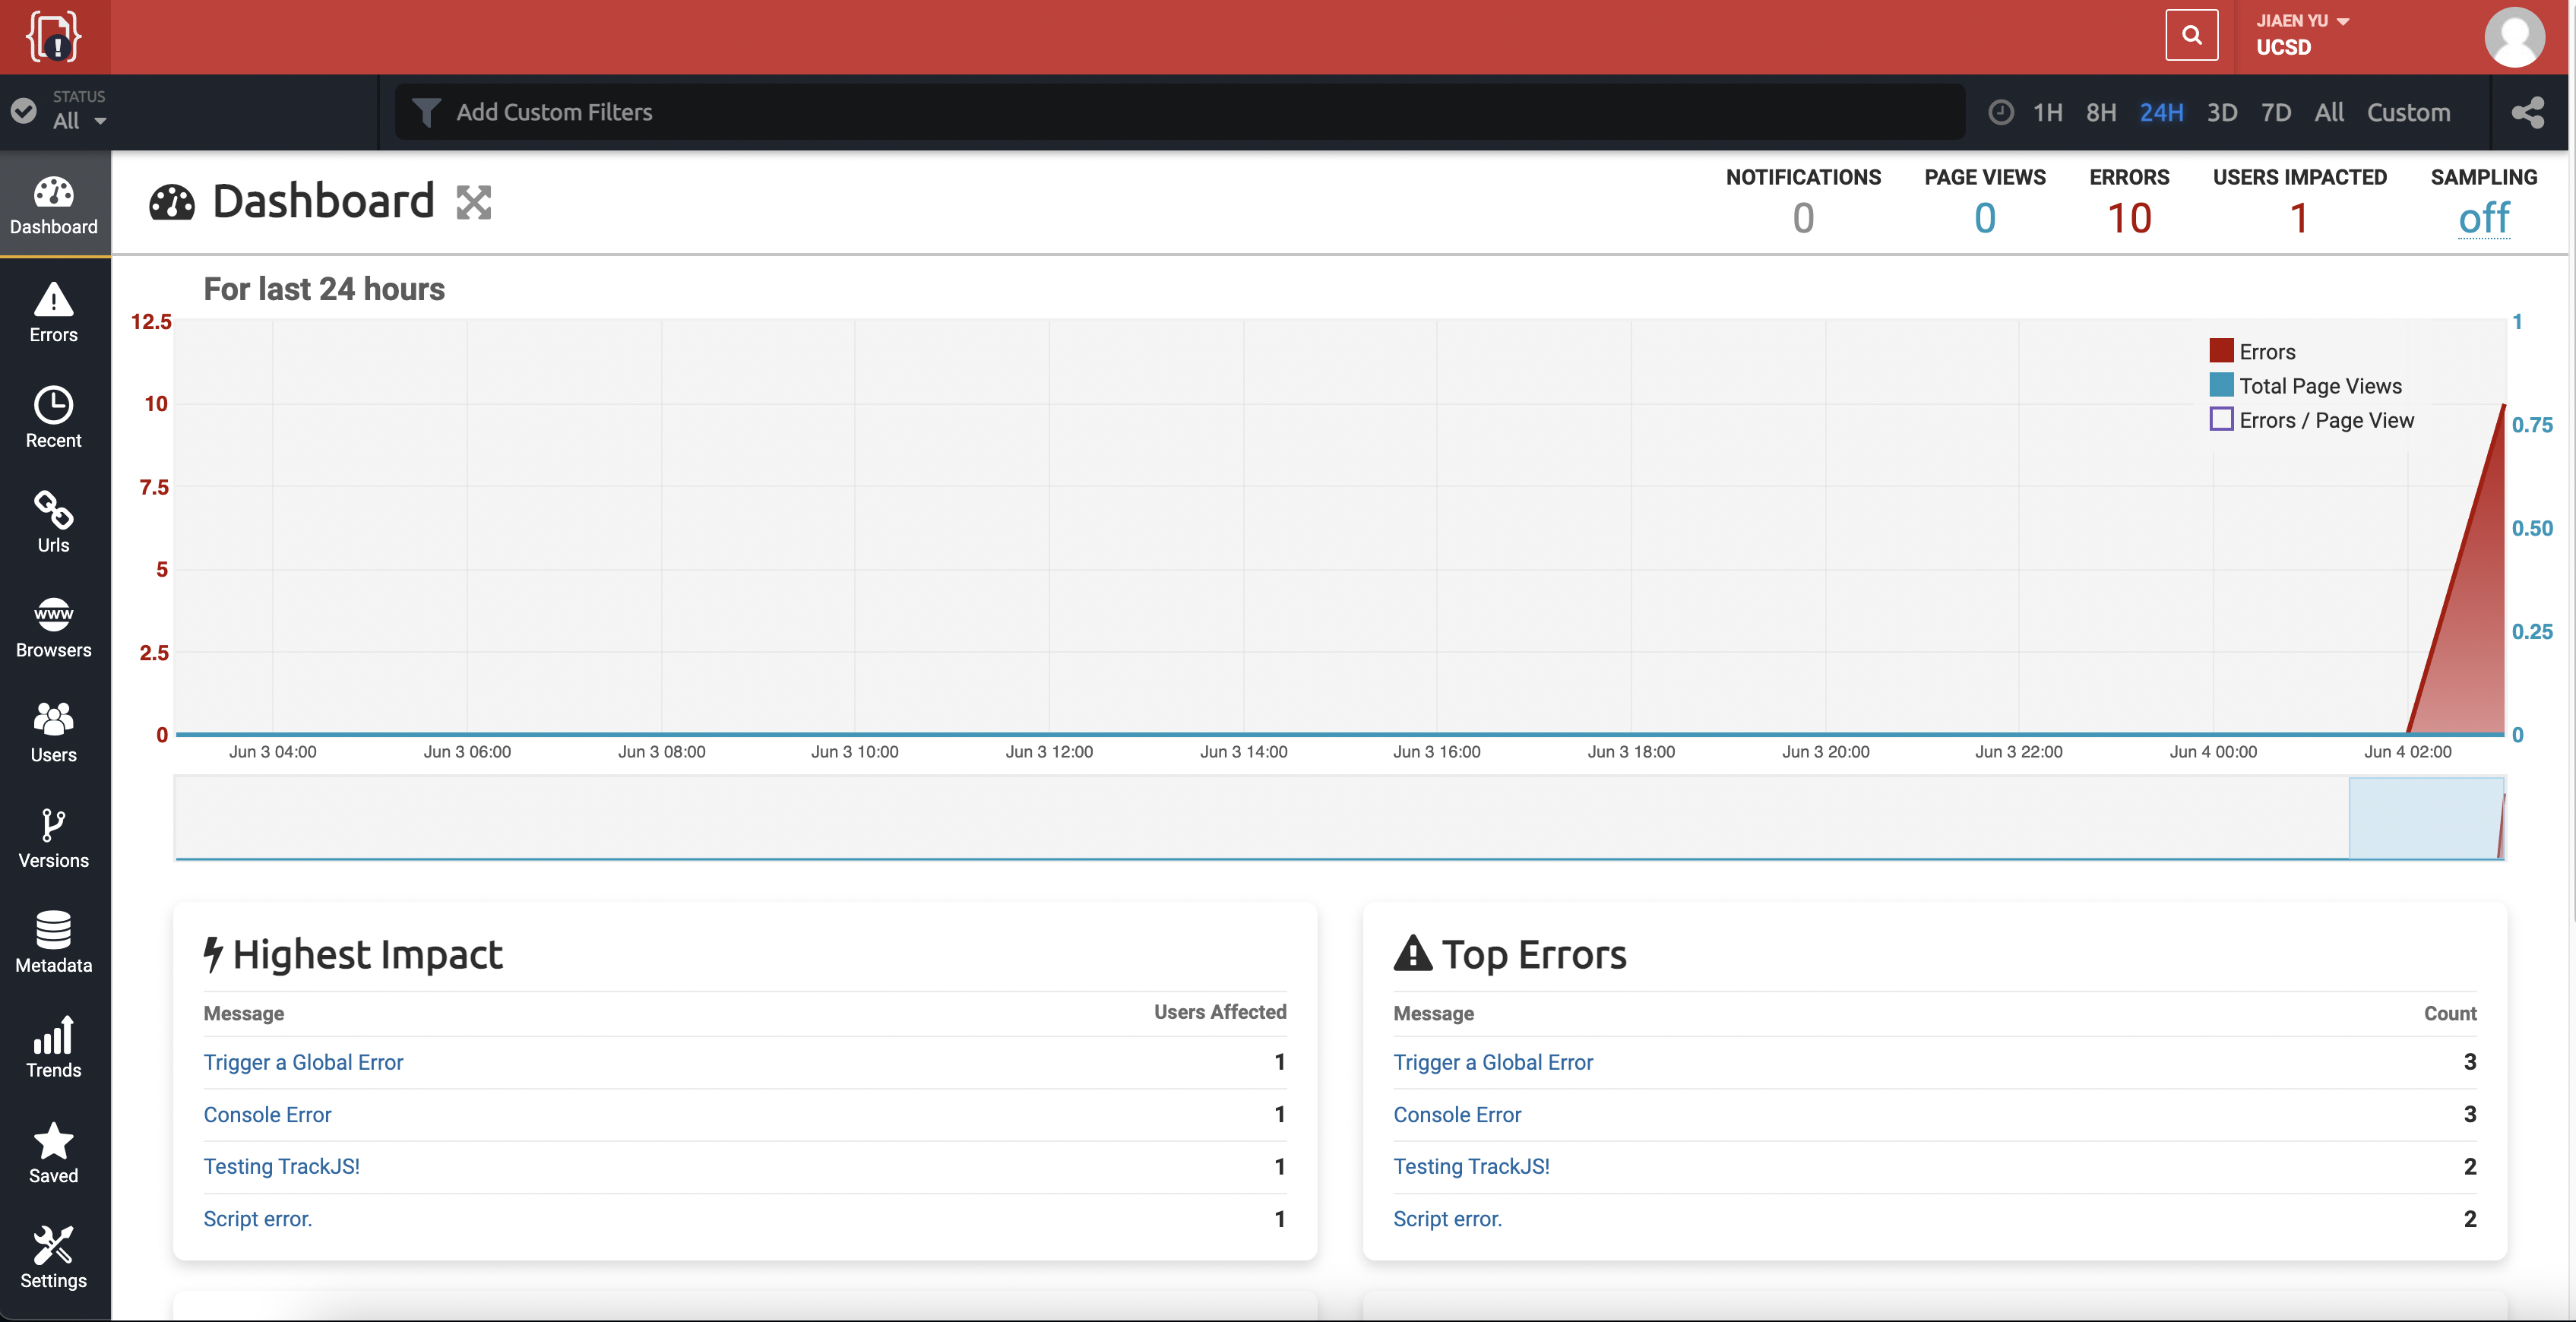 JIAEN YU
UCSD
STATUS
All
Add Custom Filters
1H 8H 24H 3D 7D All Custom
Dashboard
Errors
Recent
Urls
www
Browsers
Users
Versions
Metadata
Trends
Saved
Settings
Dashboard
NOTIFICATIONS
0
PAGE VIEWS
0
ERRORS
10
USERS IMPACTED
1
SAMPLING
off
For last 24 hours
12.5
10
7.5
5
2.5
0
Errors
Total Page Views
Errors / Page View
1
0.75
0.50
0.25
0
Jun 3 04:00 Jun 3 06:00 Jun 3 08:00 Jun 3 10:00 Jun 3 12:00 Jun 3 14:00 Jun 3 16:00 Jun 3 18:00 Jun 3 20:00 Jun 3 22:00 Jun 4 00:00 Jun 4 02:00
Highest Impact
Message Users Affected
Trigger a Global Error 1
Console Error 1
Testing TrackJS! 1
Script error. 1
Top Errors
Message Count
Trigger a Global Error 3
Console Error 3
Testing TrackJS! 2
Script error. 2